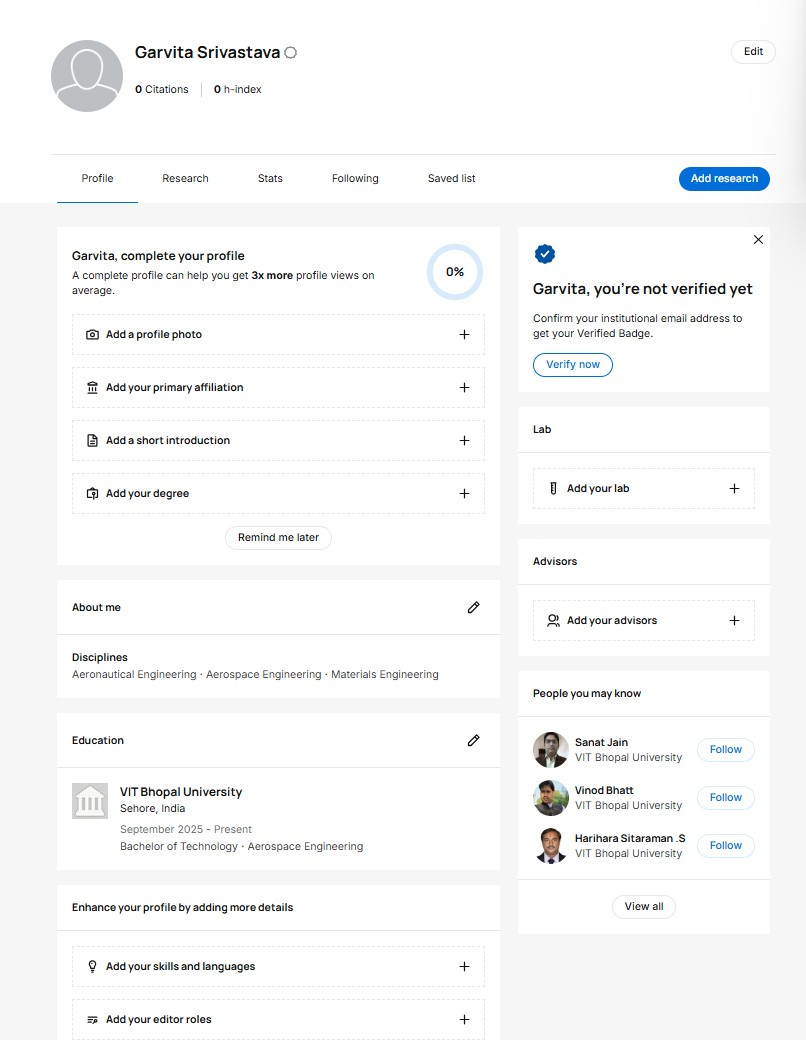 Garvita Srivastava
0 Citations
0 h-index
Edit
Profile
Research
Stats
Following
Saved list
Add research
Garvita, complete your profile
A complete profile can help you get 3x more profile views on
average.
0%
Add a profile photo
Add your primary affiliation
Add a short introduction
Add your degree
Remind me later
About me
Disciplines
Aeronautical Engineering · Aerospace Engineering · Materials Engineering
Education
VIT Bhopal University
Sehore, India
September 2025 - Present
Bachelor of Technology · Aerospace Engineering
Enhance your profile by adding more details
Add your skills and languages
Add your editor roles
Garvita, you’re not verified yet
Confirm your institutional email address to
get your Verified Badge.
Verify now
Lab
Add your lab
Advisors
Add your advisors
People you may know
Sanat Jain
VIT Bhopal University
Follow
Vinod Bhatt
VIT Bhopal University
Follow
Harihara Sitaraman .S
VIT Bhopal University
Follow
View all